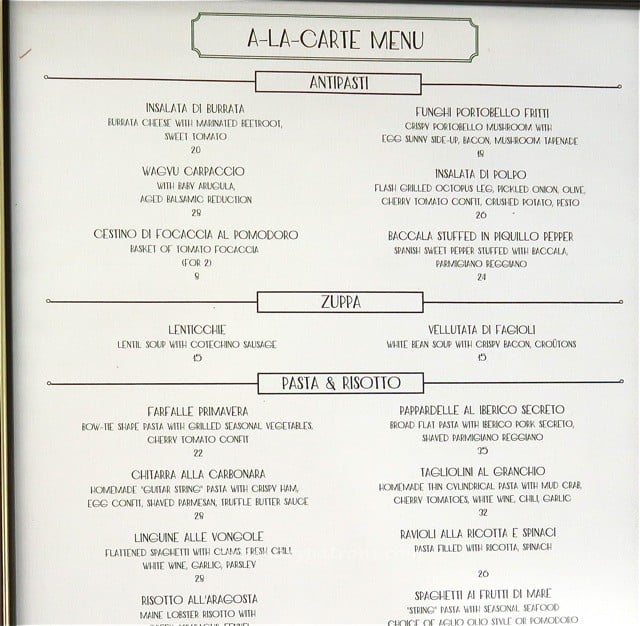 A-LA-CARTE MENU
ANTIPASTI
INSALATA DI BURRATA
BURRATA CHEESE WITH MARINATED BEETROOT,
SWEET TOMATO
20
WAGYU CARPACCIO
WITH BABY ARUGULA,
AGED BALSAMIC REDUCTION
28
CESTINO DI FOCACCIA AL POMODORO
BASKET OF TOMATO FOCACCIA
(FOR 2)
FUNGHI PORTOBELLO FRITTI
CRISPY PORTOBELLO MUSHROOM WITH
EGG SUNNY SIDE-UP, BACON, MUSHROOM TAPENADE
INSALATA DI POLPO
FLASH GRILLED OCTOPUS LEG, PICKLED ONION, OLIVE,
CHERRY TOMATO CONFIT, CRUSHED POTATO, PESTO
26
BACCALA STUFFED IN PIQUILLO PEPPER
SPANISH SWEET PEPPER STUFFED WITH BACCALA,
PARMIGIANO REGGIANO
24
ZUPPA
LENTICCHIE
LENTIL SOUP WITH COTECHINO SAUSAGE
15
VELLUTATA DI FAGIOLI
WHITE BEAN SOUP WITH CRISPY BACON, CROÛTONS
15
PASTA & RISOTTO
FARFALLE PRIMAVERA
BOW-TIE SHAPE PASTA WITH GRILLED SEASONAL VEGETABLES,
CHERRY TOMATO CONFIT
22
CHITARRA ALLA CARBONARA
HOMEMADE "GUITAR STRING" PASTA WITH CRISPY HAM,
EGG CONFIT, SHAVED PARMESAN, TRUFFLE BUTTER SAUCE
28
LINGUINE ALLE VONGOLE
FLATTENED SPAGHETTI WITH CLAMS, FRESH CHILI,
WHITE WINE, GARLIC, PARSLEY
28
RISOTTO ALL'ARAGOSTA
MAINE LOBSTER RISOTTO WITH
PAPPARDELLE AL IBERICO SECRETO
BROAD FLAT PASTA WITH IBERICO PORK SECRETO,
SHAVED PARMIGIANO REGGIANO
35
TAGLIOLINI AL GRANCHIO
HOMEMADE THIN CYLINDRICAL PASTA WITH MUD CRAB,
CHERRY TOMATOES, WHITE WINE, CHILI, GARLIC
32
RAVIOLI ALLA RICOTTA E SPINACI
PASTA FILLED WITH RICOTTA, SPINACH
26
SPAGHETTI AI FRUTTI DI MARE
"STRING" PASTA WITH SEASONAL SEAFOOD
CHOICE OF AGLIO OLIO STYLE OR POMODORO